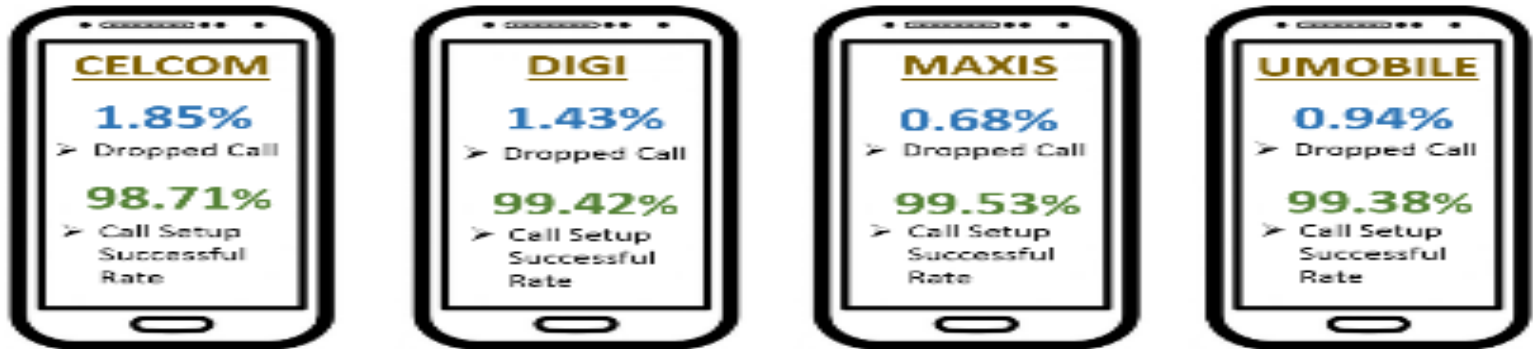 CELCOM
1.85%
➢ Dropped Call
98.71%
➢ Call Setup
Successful
Rate
DIGI
1.43%
➢ Dropped Call
99.42%
➢ Call Setup
Successful
Rate
MAXIS
0.68%
➢ Dropped Call
99.53%
➢ Call Setup
Successful
Rate
UMOBILE
0.94%
➢ Dropped Call
99.38%
➢ Call Setup
Successful
Rate